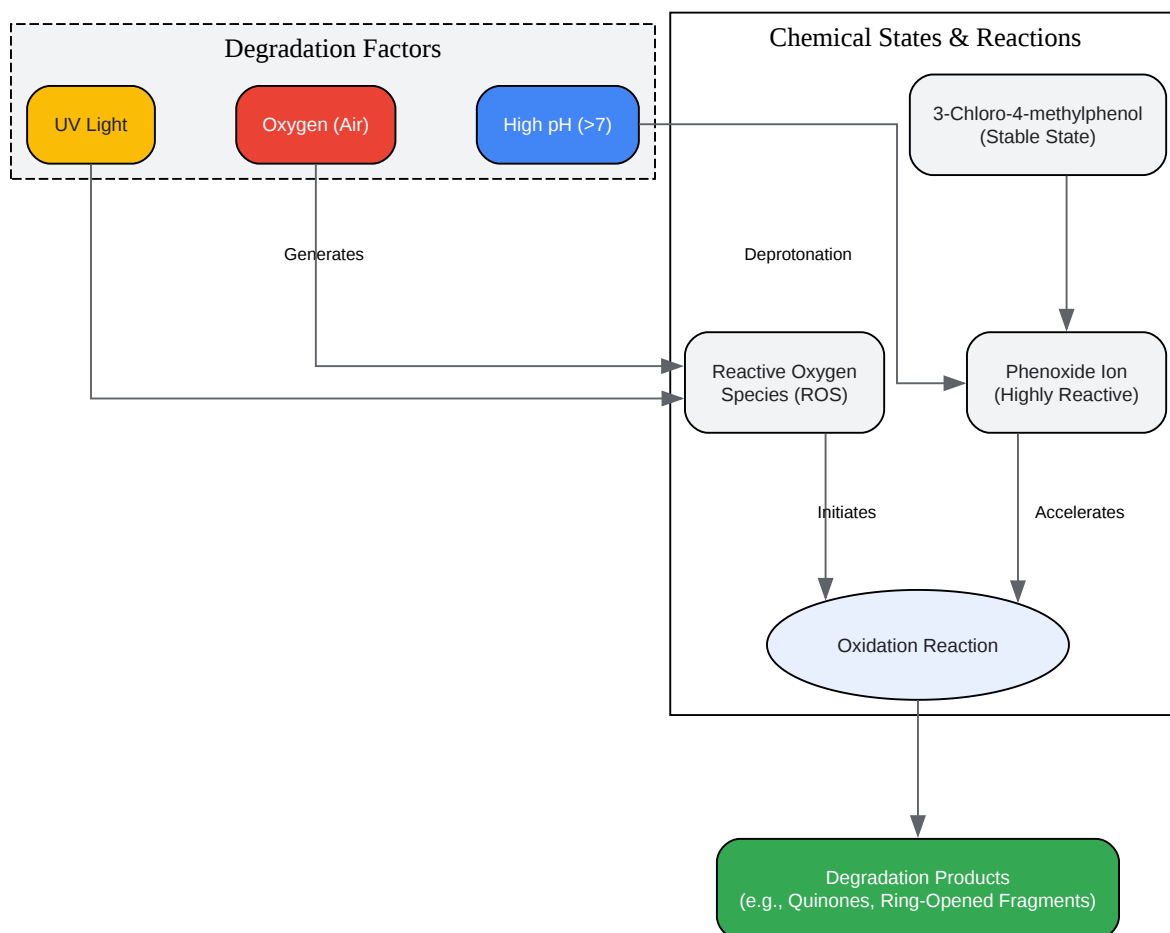 Degradation Factors
UV Light
Oxygen (Air)
High pH (>7)
Chemical States & Reactions
3-Chloro-4-methylphenol
(Stable State)
Generates
Deprotonation
Reactive Oxygen
Species (ROS)
Phenoxide Ion
(Highly Reactive)
Initiates
Accelerates
Oxidation Reaction
Degradation Products
(e.g., Quinones, Ring-Opened Fragments)